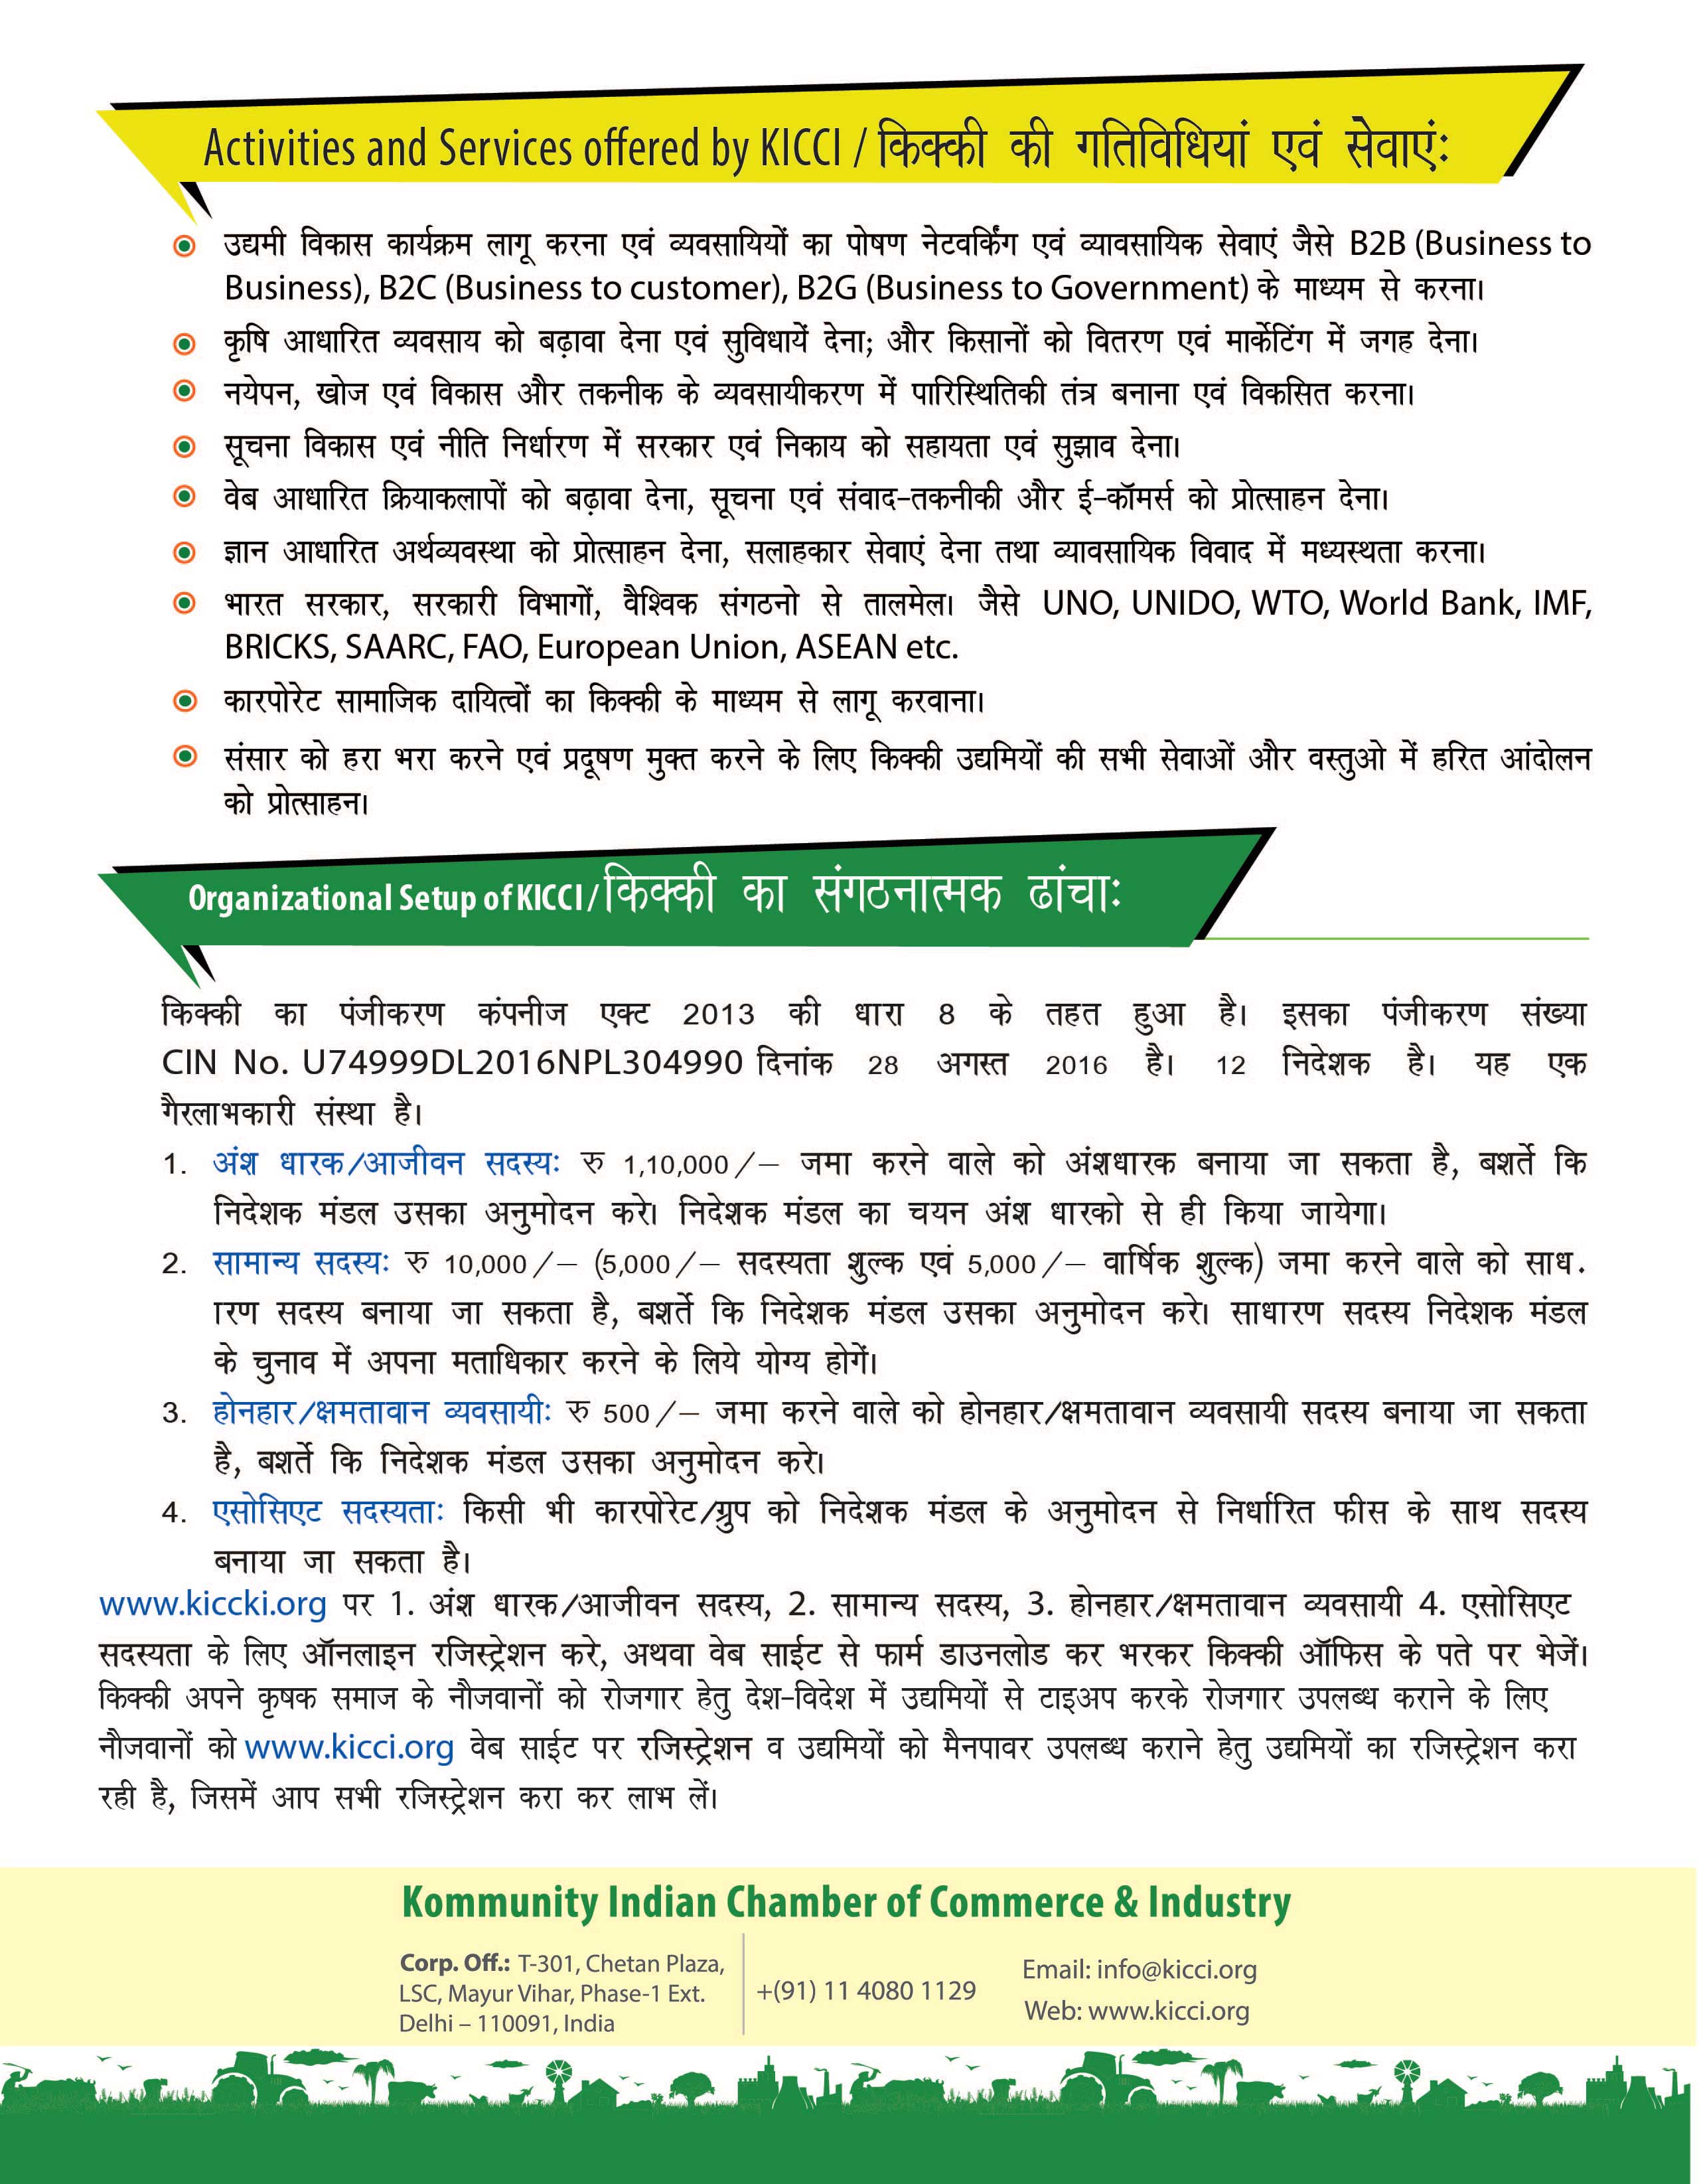 Activities and Services offered by KICCI / किक्की की गतिविधियां एवं सेवाएंः
उद्यमी विकास कार्यक्रम लागू करना एवं व्यवसायियों का पोषण नेटवर्किंग एवं व्यावसायिक सेवाएं जैसे B2B (Business to
Business), B2C (Business to customer), B2G (Business to Government) के माध्यम से करना।
कृषि आधारित व्यवसाय को बढ़ावा देना एवं सुविधायें देना; और किसानों को वितरण एवं मार्केटिंग में जगह देना।
नयेपन, खोज एवं विकास और तकनीक के व्यवसायीकरण में पारिस्थितिकी तंत्र बनाना एवं विकसित करना।
सूचना विकास एवं नीति निर्धारण में सरकार एवं निकाय को सहायता एवं सुझाव देना।
वेब आधारित क्रियाकलापों को बढ़ावा देना, सूचना एवं संवाद-तकनीकी और ई-कॉमर्स को प्रोत्साहन देना।
ज्ञान आधारित अर्थव्यवस्था को प्रोत्साहन देना, सलाहकार सेवाएं देना तथा व्यावसायिक विवाद में मध्यस्थता करना।
भारत सरकार, सरकारी विभागों, वैश्विक संगठनो से तालमेल। जैसे UNO, UNIDO, WTO, World Bank, IMF,
BRICKS, SAARC, FAO, European Union, ASEAN etc.
कारपोरेट सामाजिक दायित्वों का किक्की के माध्यम से लागू करवाना।
संसार को हरा भरा करने एवं प्रदूषण मुक्त करने के लिए किक्की उद्यमियों की सभी सेवाओं और वस्तुओ में हरित आंदोलन
को प्रोत्साहन।
Organizational Setup of KICCI/किक्की का संगठनात्मक ढांचाः
किक्की का पंजीकरण कंपनीज एक्ट 2013 की धारा 8 के तहत हुआ है। इसका पंजीकरण संख्या
CIN No. U74999DL2016NPL304990 दिनांक 28 अगस्त 2016 है। 12 निदेशक है। यह एक
गैरलाभकारी संस्था है।
1. अंश धारक/आजीवन सदस्यः रु 1,10,000/– जमा करने वाले को अंशधारक बनाया जा सकता है, बशर्ते कि
निदेशक मंडल उसका अनुमोदन करे। निदेशक मंडल का चयन अंश धारको से ही किया जायेगा।
2. सामान्य सदस्यः रु 10,000/– (5,000/– सदस्यता शुल्क एवं 5,000/– वार्षिक शुल्क) जमा करने वाले को साध.
ारण सदस्य बनाया जा सकता है, बशर्ते कि निदेशक मंडल उसका अनुमोदन करे। साधारण सदस्य निदेशक मंडल
के चुनाव में अपना मताधिकार करने के लिये योग्य होगें।
3. होनहार/क्षमतावान व्यवसायीः रु 500/– जमा करने वाले को होनहार/क्षमतावान व्यवसायी सदस्य बनाया जा सकता
है, बशर्ते कि निदेशक मंडल उसका अनुमोदन करे।
4. एसोसिएट सदस्यताः किसी भी कारपोरेट/ग्रुप को निदेशक मंडल के अनुमोदन से निर्धारित फीस के साथ सदस्य
बनाया जा सकता है।
www.kiccki.org पर 1. अंश धारक/आजीवन सदस्य, 2. सामान्य सदस्य, 3. होनहार/क्षमतावान व्यवसायी 4. एसोसिएट
सदस्यता के लिए ऑनलाइन रजिस्ट्रेशन करे, अथवा वेब साईट से फार्म डाउनलोड कर भरकर किक्की ऑफिस के पते पर भेजें।
किक्की अपने कृषक समाज के नौजवानों को रोजगार हेतु देश-विदेश में उद्यमियों से टाइअप करके रोजगार उपलब्ध कराने के लिए
नौजवानों को www.kicci.org वेब साईट पर रजिस्ट्रेशन व उद्यमियों को मैनपावर उपलब्ध कराने हेतु उद्यमियों का रजिस्ट्रेशन करा
रही है, जिसमें आप सभी रजिस्ट्रेशन करा कर लाभ लें।
Kommunity Indian Chamber of Commerce & Industry
Corp. Off.: T-301, Chetan Plaza,
LSC, Mayur Vihar, Phase-1 Ext.
Delhi – 110091, India
+(91) 11 4080 1129
Email: info@kicci.org
Web: www.kicci.org